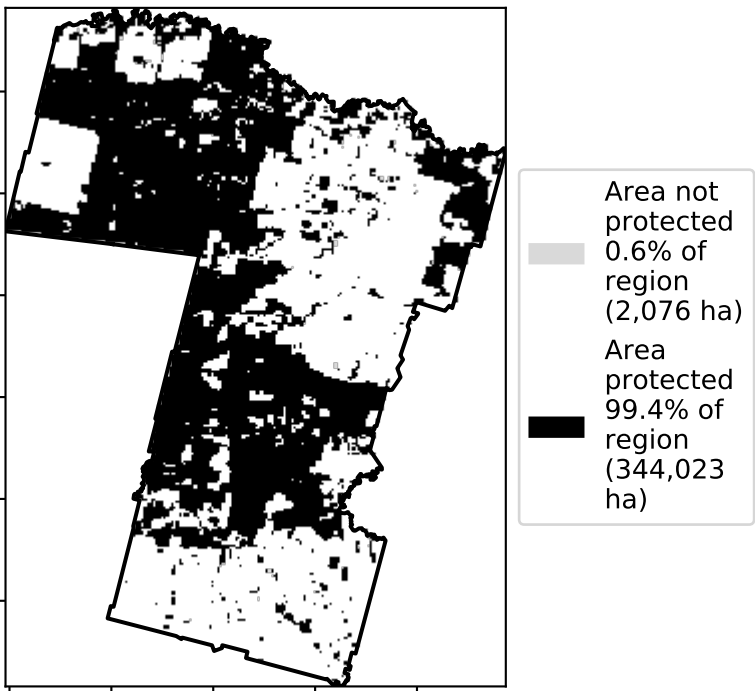 Area not
protected
0.6% of
region
(2,076 ha)
Area
protected
99.4% of
region
(344,023
ha)